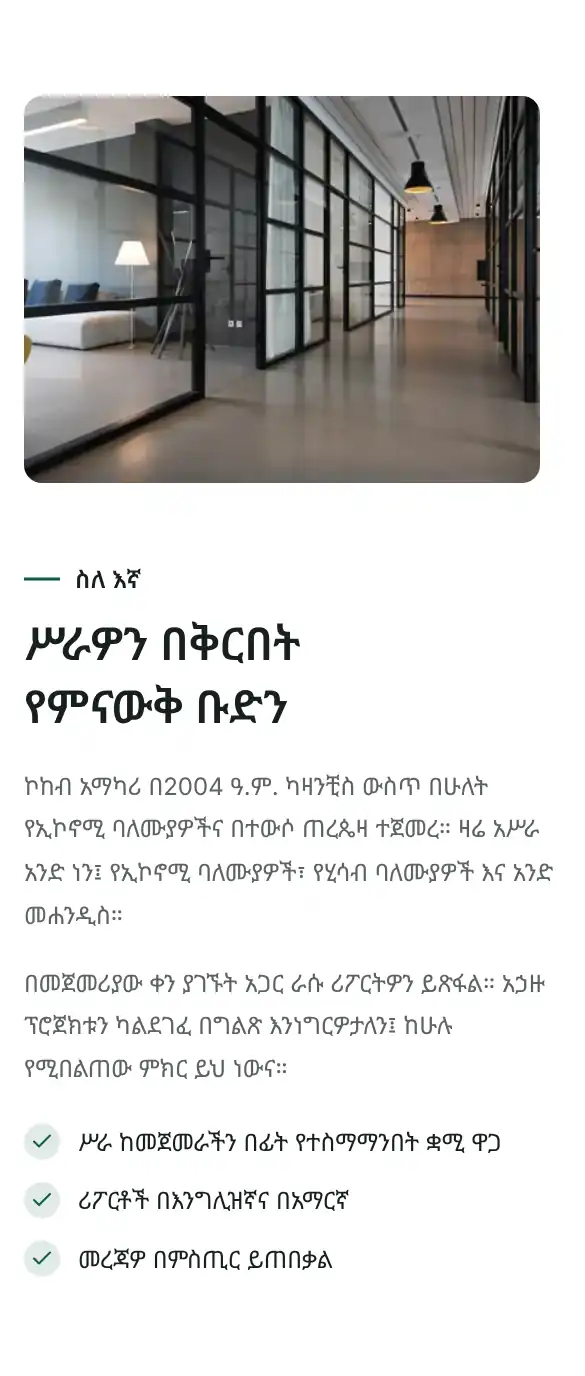 ስለ እኛ
ሥራዎን በቅርበት
የምናውቅ ቡድን
ኮከብ አማካሪ በ2004 ዓ.ም. ካዛንቺስ ውስጥ በሁለት
የኢኮኖሚ ባለሙያዎችና በተውሶ ጠረጴዛ ተጀመረ። ዛሬ አሥራ
አንድ ነን፤ የኢኮኖሚ ባለሙያዎች፣ የሂሳብ ባለሙያዎች እና አንድ
መሐንዲስ።
በመጀመሪያው ቀን ያገኙት አጋር ራሱ ሪፖርትዎን ይጽፋል። አኃዙ
ፕሮጀክቱን ካልደገፈ በግልጽ እንነግርዎታለን፤ ከሁሉ
የሚበልጠው ምክር ይህ ነውና።
ሥራ ከመጀመራችን በፊት የተስማማንበት ቋሚ ዋጋ
ሪፖርቶች በእንግሊዝኛና በአማርኛ
መረጃዎ በምስጢር ይጠበቃል